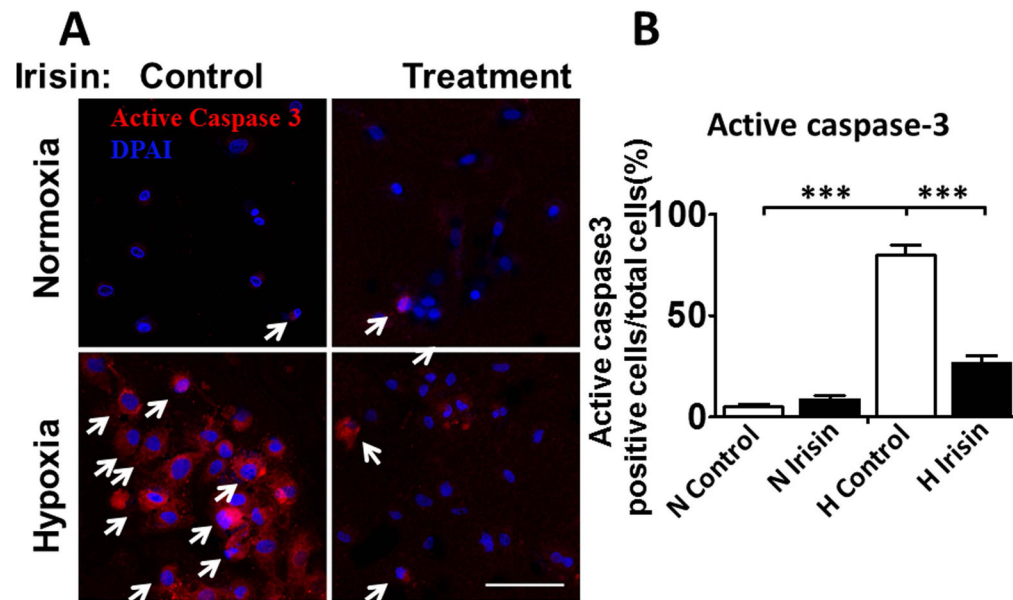 A
Irisin: Control Treatment
Active Caspase 3
DPAI
Normoxia
Hypoxia
B
Active caspase-3
Active caspase3
positive cells/total cells(%)
*** ***
100
50
0
N Control
N Irisin
H Control
H Irisin